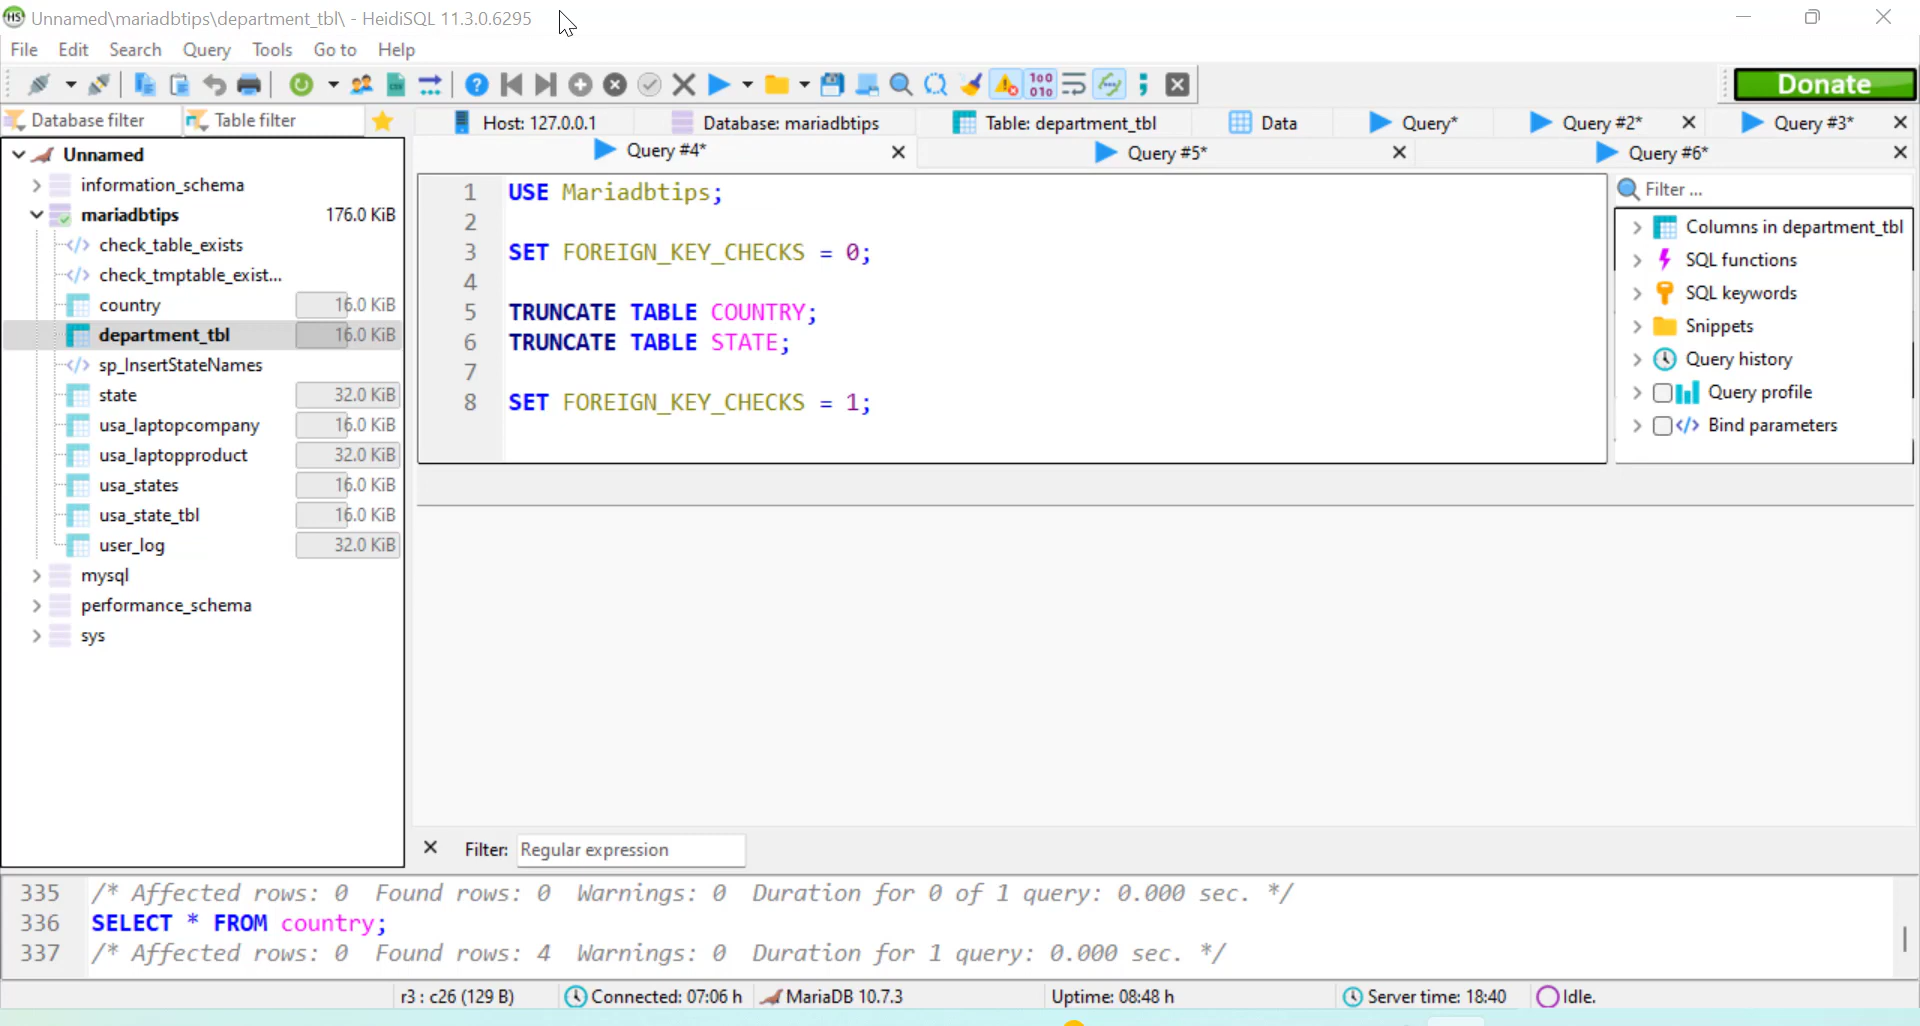 Unnamed\mariadbtips\department_tbl\ - HeidiSQL 11.3.0.6295
File Edit Search Query Tools Go to Help
Donate
Database filter Table filter
Host: 127.0.0.1 Database: mariadbtips Table: department_tbl Data Query* Query #2* Query #3*
Query #4* Query #5* Query #6*
Unnamed
information_schema
mariadbtips 176.0 KiB
check_table_exists
check_tmptable_exist...
country 16.0 KiB
department_tbl 16.0 KiB
sp_InsertStateNames
state 32.0 KiB
usa_laptopcompany 16.0 KiB
usa_laptopproduct 32.0 KiB
usa_states 16.0 KiB
usa_state_tbl 16.0 KiB
user_log 32.0 KiB
mysql
performance_schema
sys
1 USE Mariadbtips;
2
3 SET FOREIGN_KEY_CHECKS = 0;
4
5 TRUNCATE TABLE COUNTRY;
6 TRUNCATE TABLE STATE;
7
8 SET FOREIGN_KEY_CHECKS = 1;
Filter ...
Columns in department_tbl
SQL functions
SQL keywords
Snippets
Query history
Query profile
Bind parameters
Filter: Regular expression
335 /* Affected rows: 0 Found rows: 0 Warnings: 0 Duration for 0 of 1 query: 0.000 sec. */
336 SELECT * FROM country;
337 /* Affected rows: 0 Found rows: 4 Warnings: 0 Duration for 1 query: 0.000 sec. */
r3 : c26 (129 B) Connected: 07:06 h MariaDB 10.7.3 Uptime: 08:48 h Server time: 18:40 Idle.